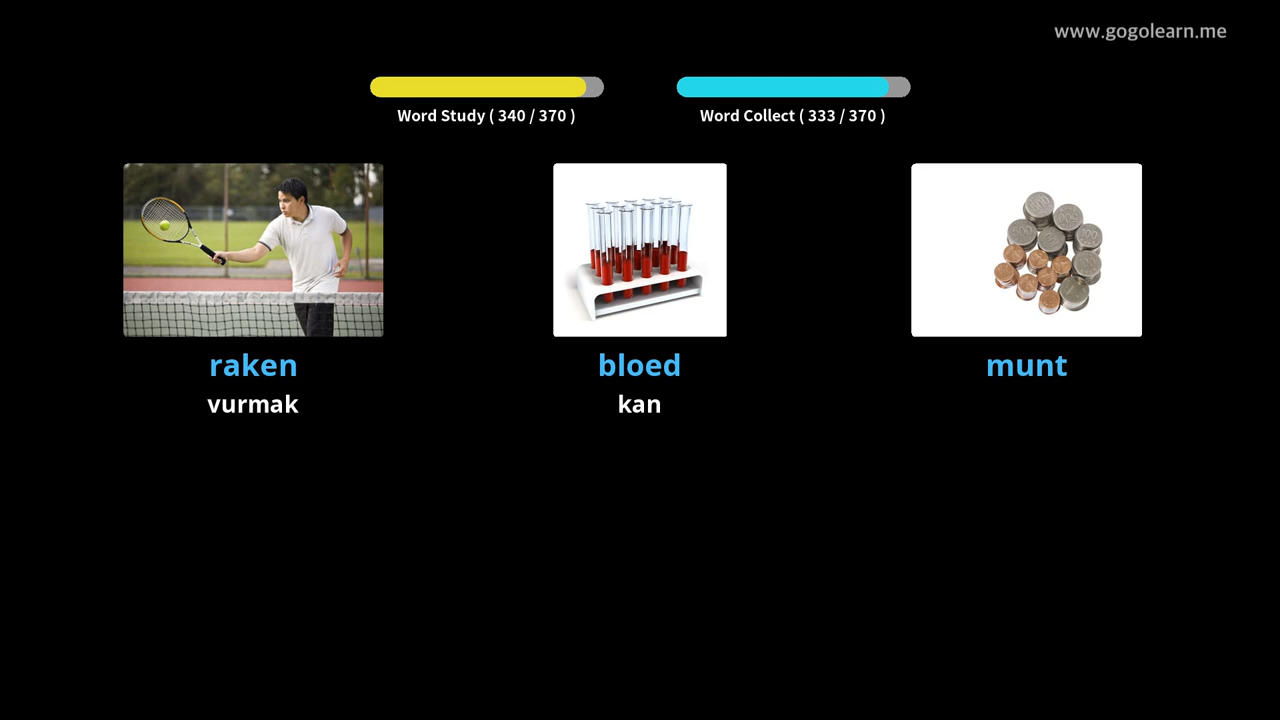 www.gogolearn.me
Word Study ( 340 / 370 )
Word Collect ( 333 / 370 )
raken
bloed
munt
vurmak
kan